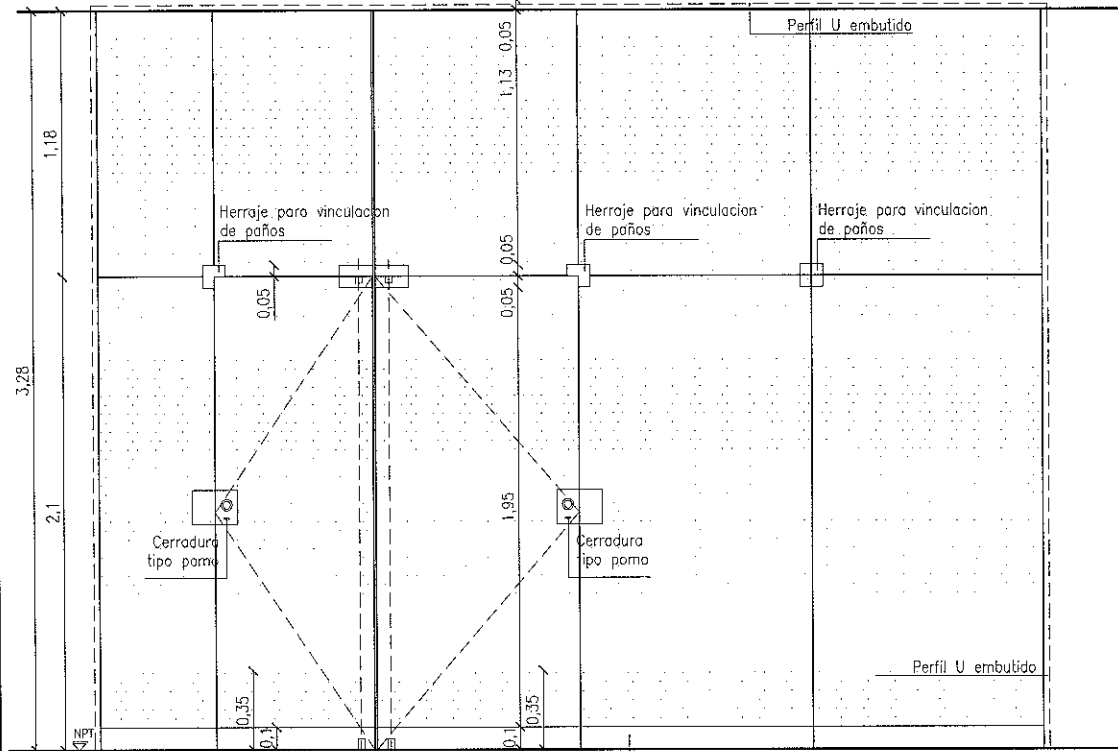 Perfil U embutido
0,05
1,13
1,18
Herraje para vinculacion
de paños
Herraje para vinculacion
de paños
Herraje para vinculacion
de paños
0,05
0,05
0,05
3,28
2,1
1,95
Cerradura
tipo pomo
Cerradura
tipo pomo
Perfil U embutido
0,35
0,35
0,1
0,1
NPT